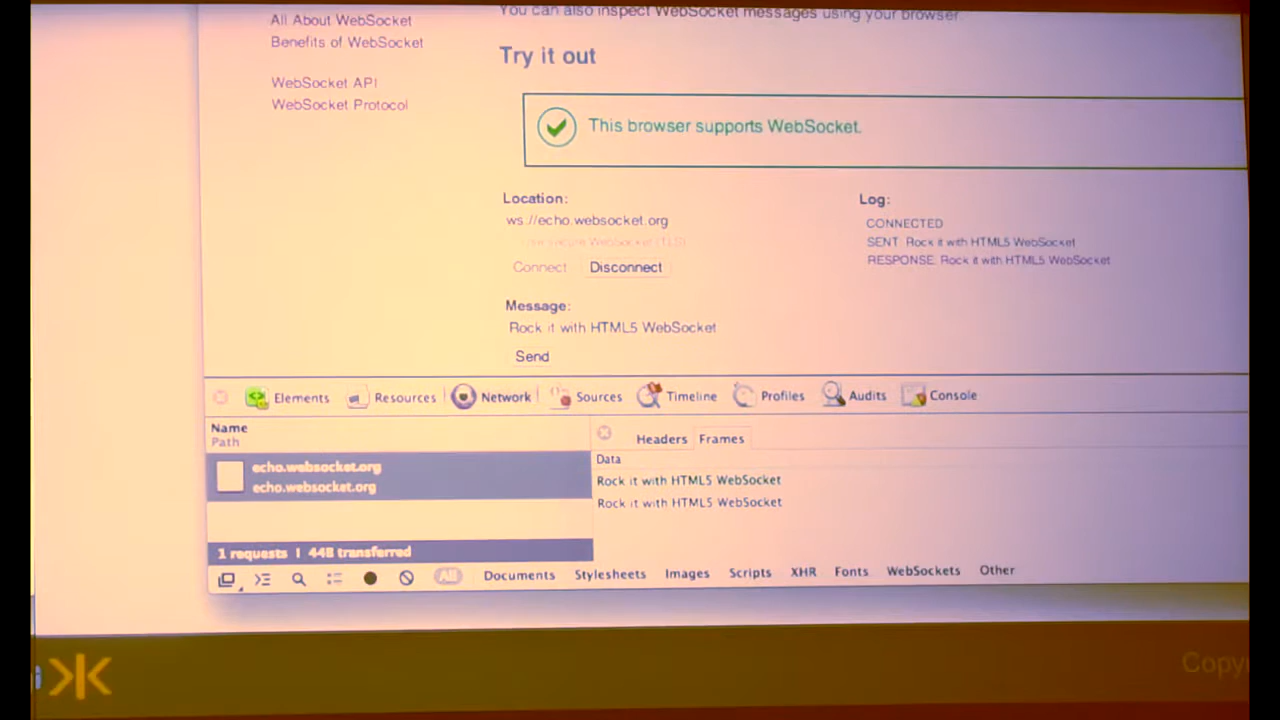 All About WebSocket
Benefits of WebSocket
WebSocket API
WebSocket Protocol
You can also inspect WebSocket messages using your browser.
Try it out
This browser supports WebSocket.
Location:
ws://echo.websocket.org
Use secure WebSocket (TLS)
Connect Disconnect
Message:
Rock it with HTML5 WebSocket
Send
Log:
CONNECTED
SENT: Rock it with HTML5 WebSocket
RESPONSE: Rock it with HTML5 WebSocket
Elements Resources Network Sources Timeline Profiles Audits Console
Name
Path
echo.websocket.org
echo.websocket.org
1 requests | 44B transferred
Headers Frames
Data
Rock it with HTML5 WebSocket
Rock it with HTML5 WebSocket
All Documents Stylesheets Images Scripts XHR Fonts WebSockets Other